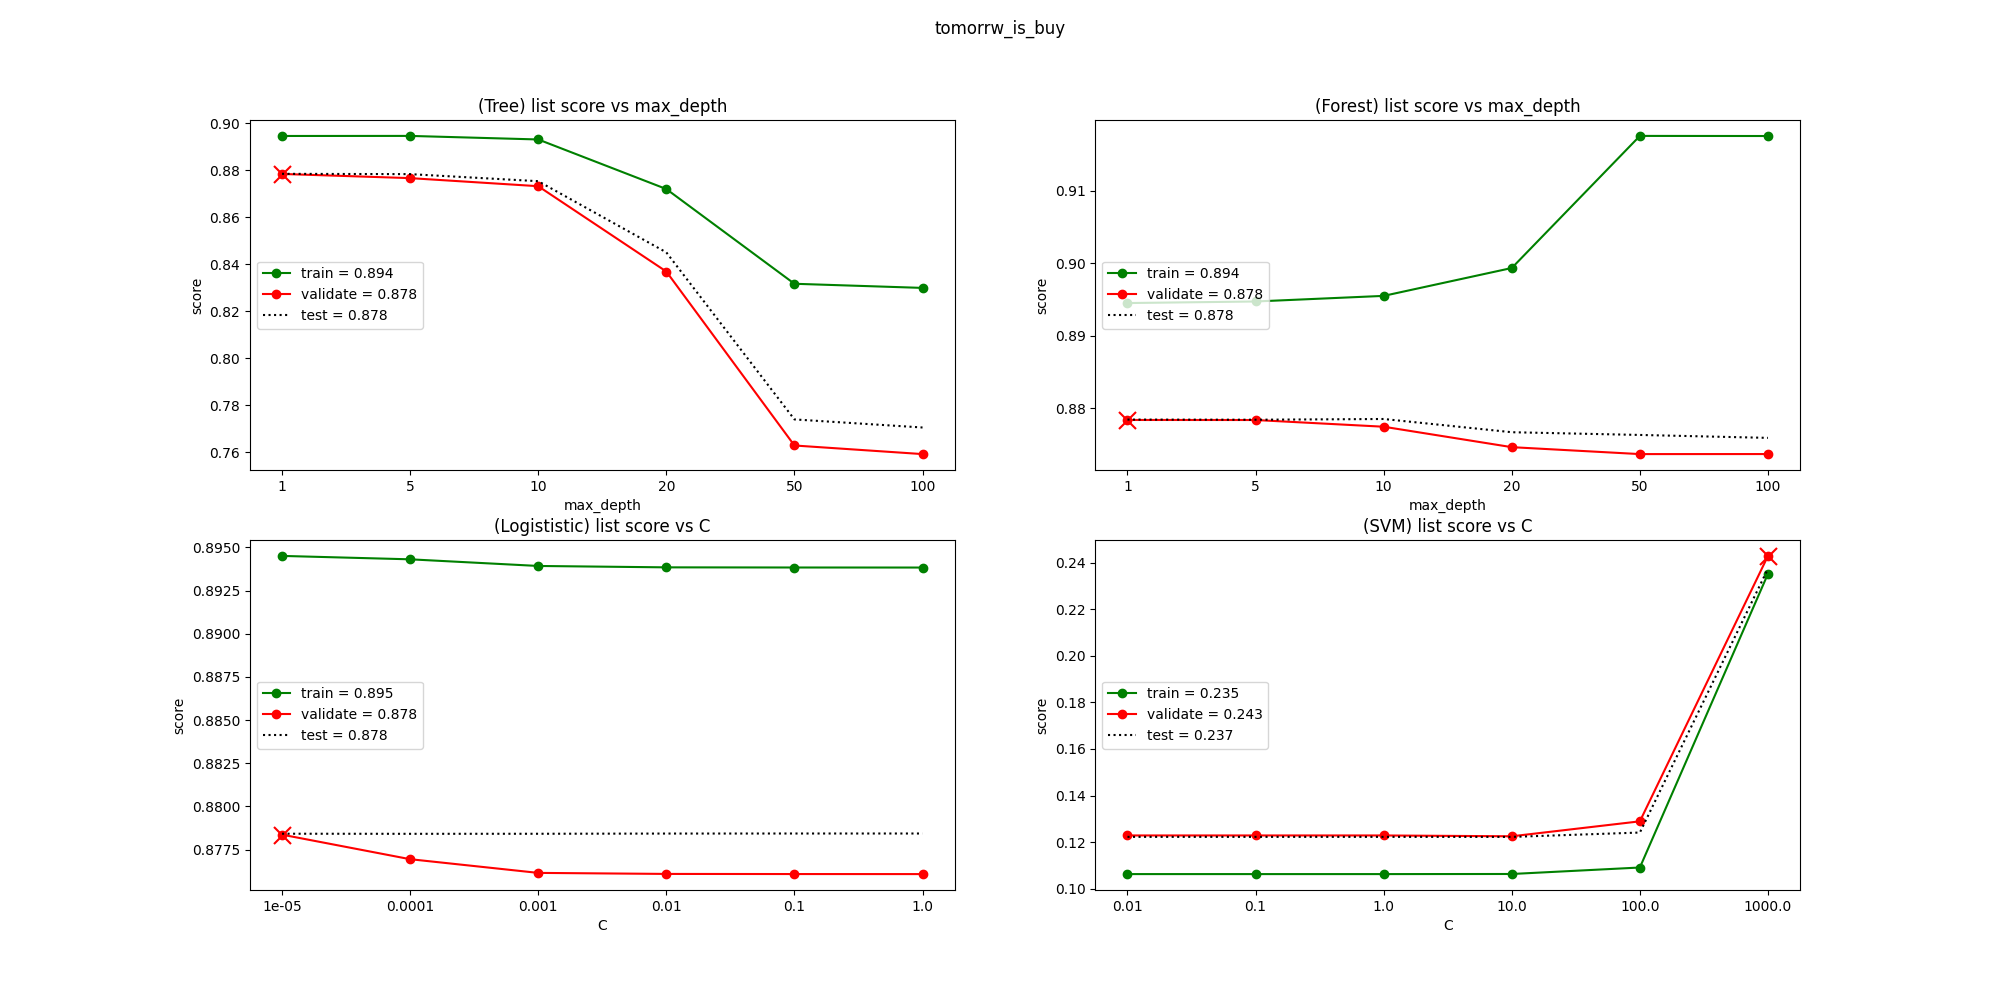 tomorrw_is_buy
(Tree) list score vs max_depth
0.90
0.88
0.86
0.84
0.82
0.80
0.78
0.76
score
train = 0.894
validate = 0.878
test = 0.878
1 5 10 20 50 100
max_depth
(Forest) list score vs max_depth
0.91
0.90
0.89
0.88
score
train = 0.894
validate = 0.878
test = 0.878
1 5 10 20 50 100
max_depth
(Logististic) list score vs C
0.8950
0.8925
0.8900
0.8875
0.8850
0.8825
0.8800
0.8775
score
train = 0.895
validate = 0.878
test = 0.878
1e-05 0.0001 0.001 0.01 0.1 1.0
C
(SVM) list score vs C
0.24
0.22
0.20
0.18
0.16
0.14
0.12
0.10
score
train = 0.235
validate = 0.243
test = 0.237
0.01 0.1 1.0 10.0 100.0 1000.0
C